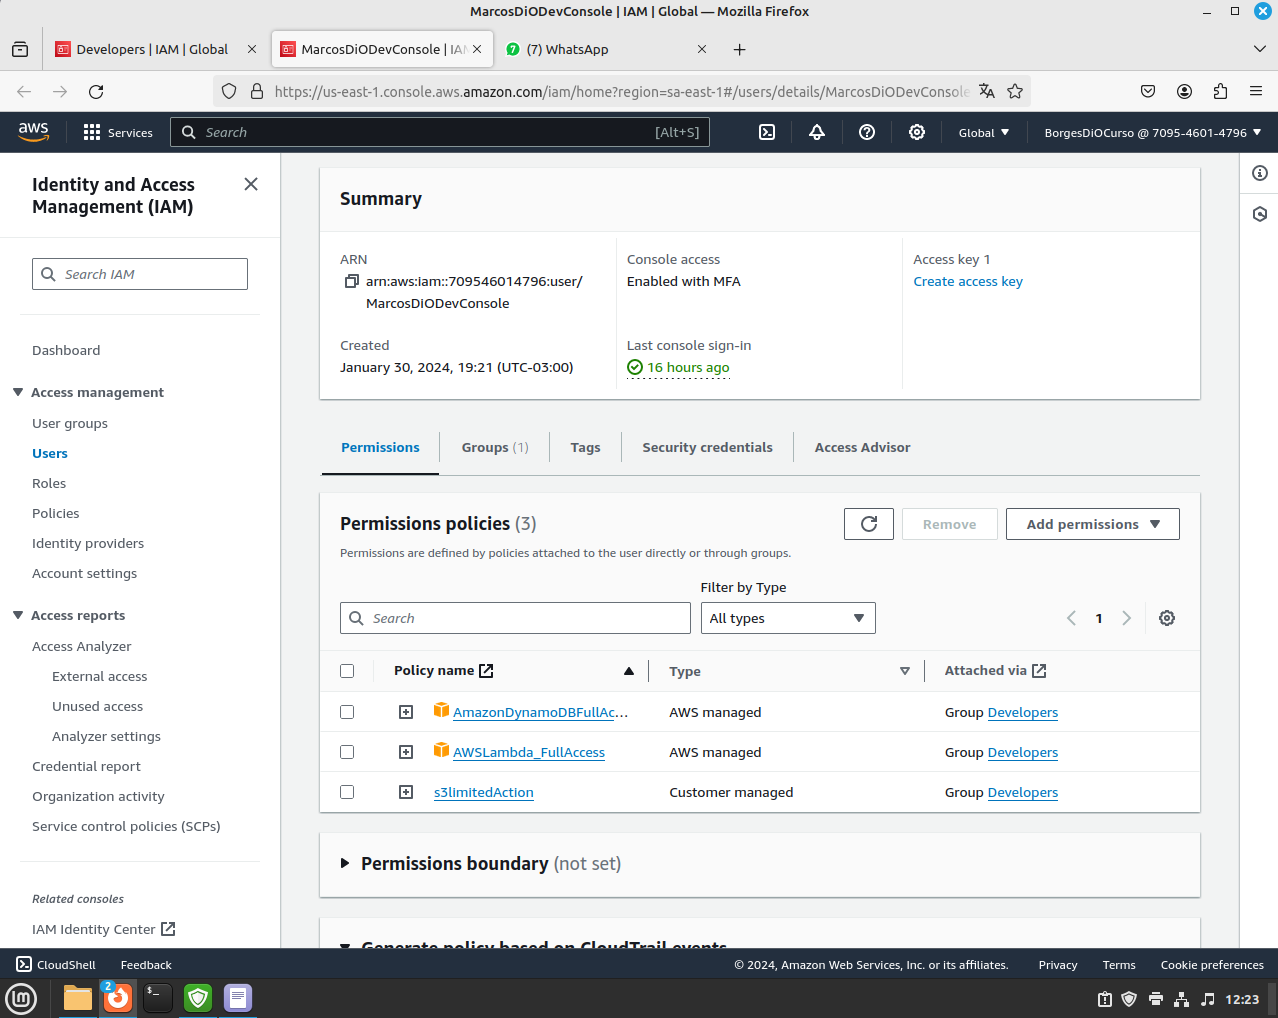 MarcosDiODevConsole | IAM | Global — Mozilla Firefox
Developers | IAM | Global
MarcosDiODevConsole | IAM
7 (7) WhatsApp
https://us-east-1.console.aws.amazon.com/iam/home?region=sa-east-1#/users/details/MarcosDiODevConsole
aws
Services
Search
[Alt+S]
Global
BorgesDiOCurso @ 7095-4601-4796
Identity and Access Management (IAM)
Search IAM
Dashboard
Access management
User groups
Users
Roles
Policies
Identity providers
Account settings
Access reports
Access Analyzer
External access
Unused access
Analyzer settings
Credential report
Organization activity
Service control policies (SCPs)
Related consoles
IAM Identity Center
Summary
ARN
arn:aws:iam::709546014796:user/
MarcosDiODevConsole
Console access
Enabled with MFA
Access key 1
Create access key
Created
January 30, 2024, 19:21 (UTC-03:00)
Last console sign-in
16 hours ago
Permissions
Groups (1)
Tags
Security credentials
Access Advisor
Permissions policies (3)
Remove
Add permissions
Permissions are defined by policies attached to the user directly or through groups.
Filter by Type
Search
All types
1
Policy name
Type
Attached via
AmazonDynamoDBFullAc…
AWS managed
Group Developers
AWSLambda_FullAccess
AWS managed
Group Developers
s3limitedAction
Customer managed
Group Developers
Permissions boundary (not set)
Generate policy based on CloudTrail events
CloudShell
Feedback
© 2024, Amazon Web Services, Inc. or its affiliates.
Privacy
Terms
Cookie preferences
2
12:23